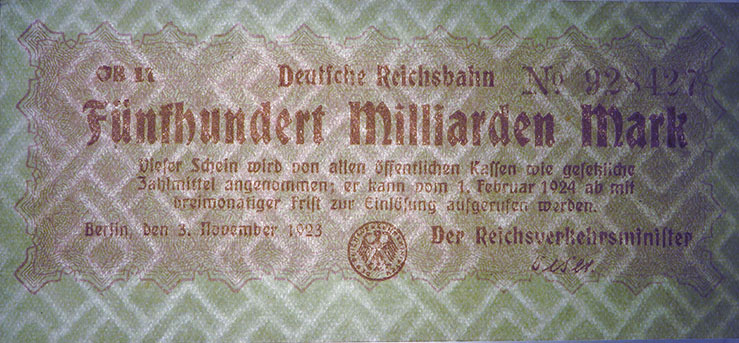 Deutsche Reichsbahn № 928427
Fünfhundert Milliarden Mark
Dieser Schein wird von allen öffentlichen Kassen wie gesetzliche
Zahlmittel angenommen; er kann vom 1. Februar 1924 ab mit
dreimonatiger Frist zur Einlösung aufgerufen werden.
Berlin, den 3. November 1923
Der Reichsverkehrsminister